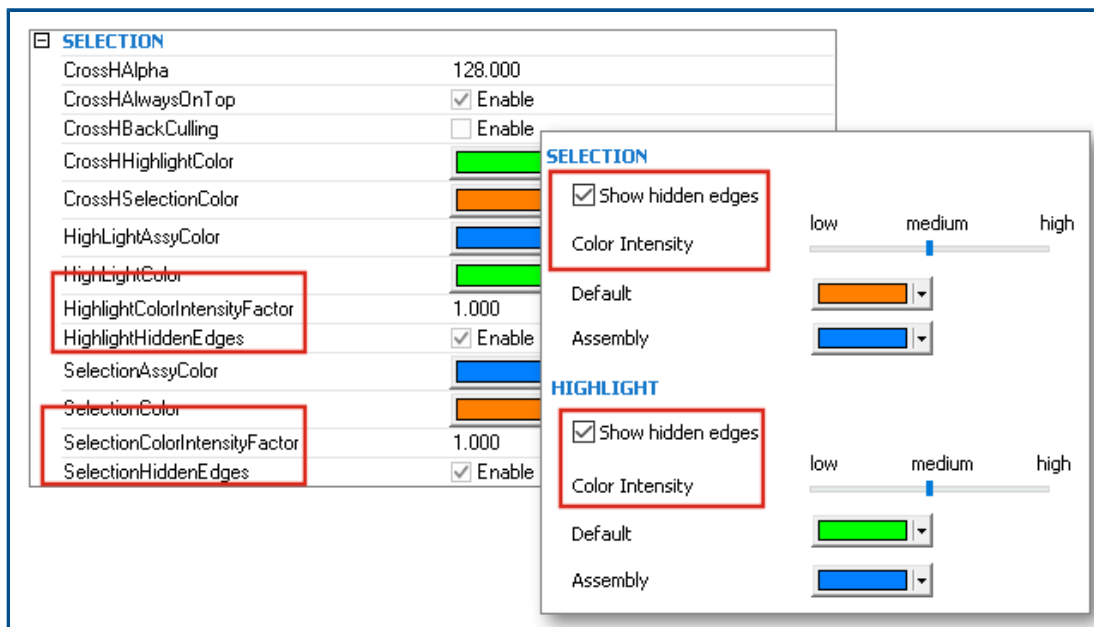 SELECTION
CrossHAlpha 128.000
CrossHAlwaysOnTop Enable
CrossHBackCulling Enable
CrossHHighlightColor
CrossHSelectionColor
HighLightAssyColor
HighLightColor
HighlightColorIntensityFactor 1.000
HighlightHiddenEdges Enable
SelectionAssyColor
SelectionColor
SelectionColorIntensityFactor 1.000
SelectionHiddenEdges Enable
SELECTION
Show hidden edges
low medium high
Color Intensity
Default
Assembly
HIGHLIGHT
Show hidden edges
low medium high
Color Intensity
Default
Assembly